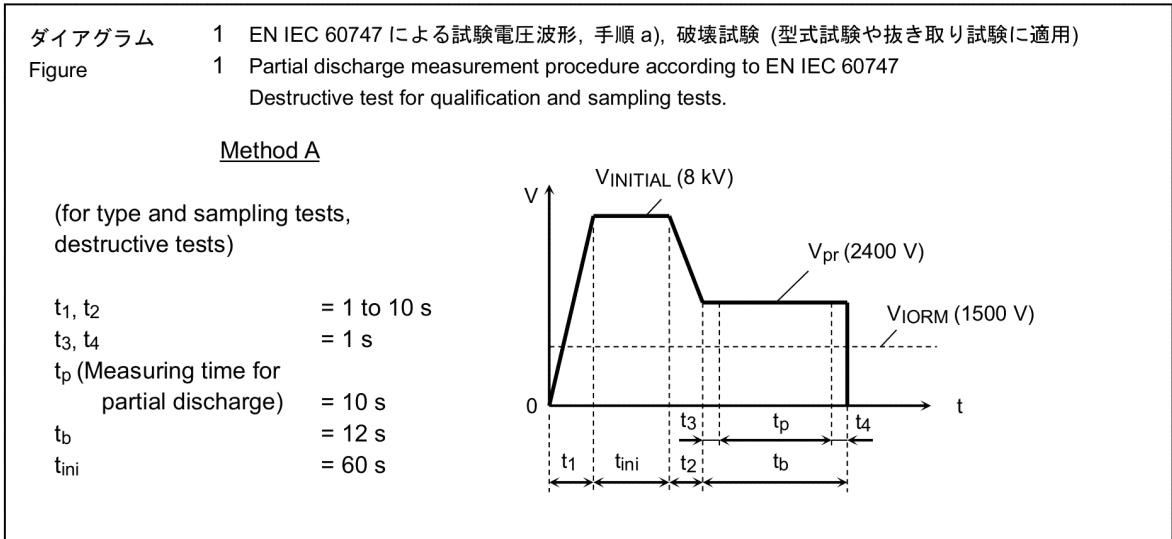 ダイアグラム 1 EN IEC 60747 による試験電圧波形, 手順 a), 破壊試験 (型式試験や抜き取り試験に適用)
Figure 1 Partial discharge measurement procedure according to EN IEC 60747
Destructive test for qualification and sampling tests.
Method A
(for type and sampling tests,
destructive tests)
t1, t2 = 1 to 10 s
t3, t4 = 1 s
tp (Measuring time for
partial discharge) = 10 s
tb = 12 s
tini = 60 s
V
VINITIAL (8 kV)
Vpr (2400 V)
VIORM (1500 V)
0
t
t3 tp t4
t1 tini t2 tb